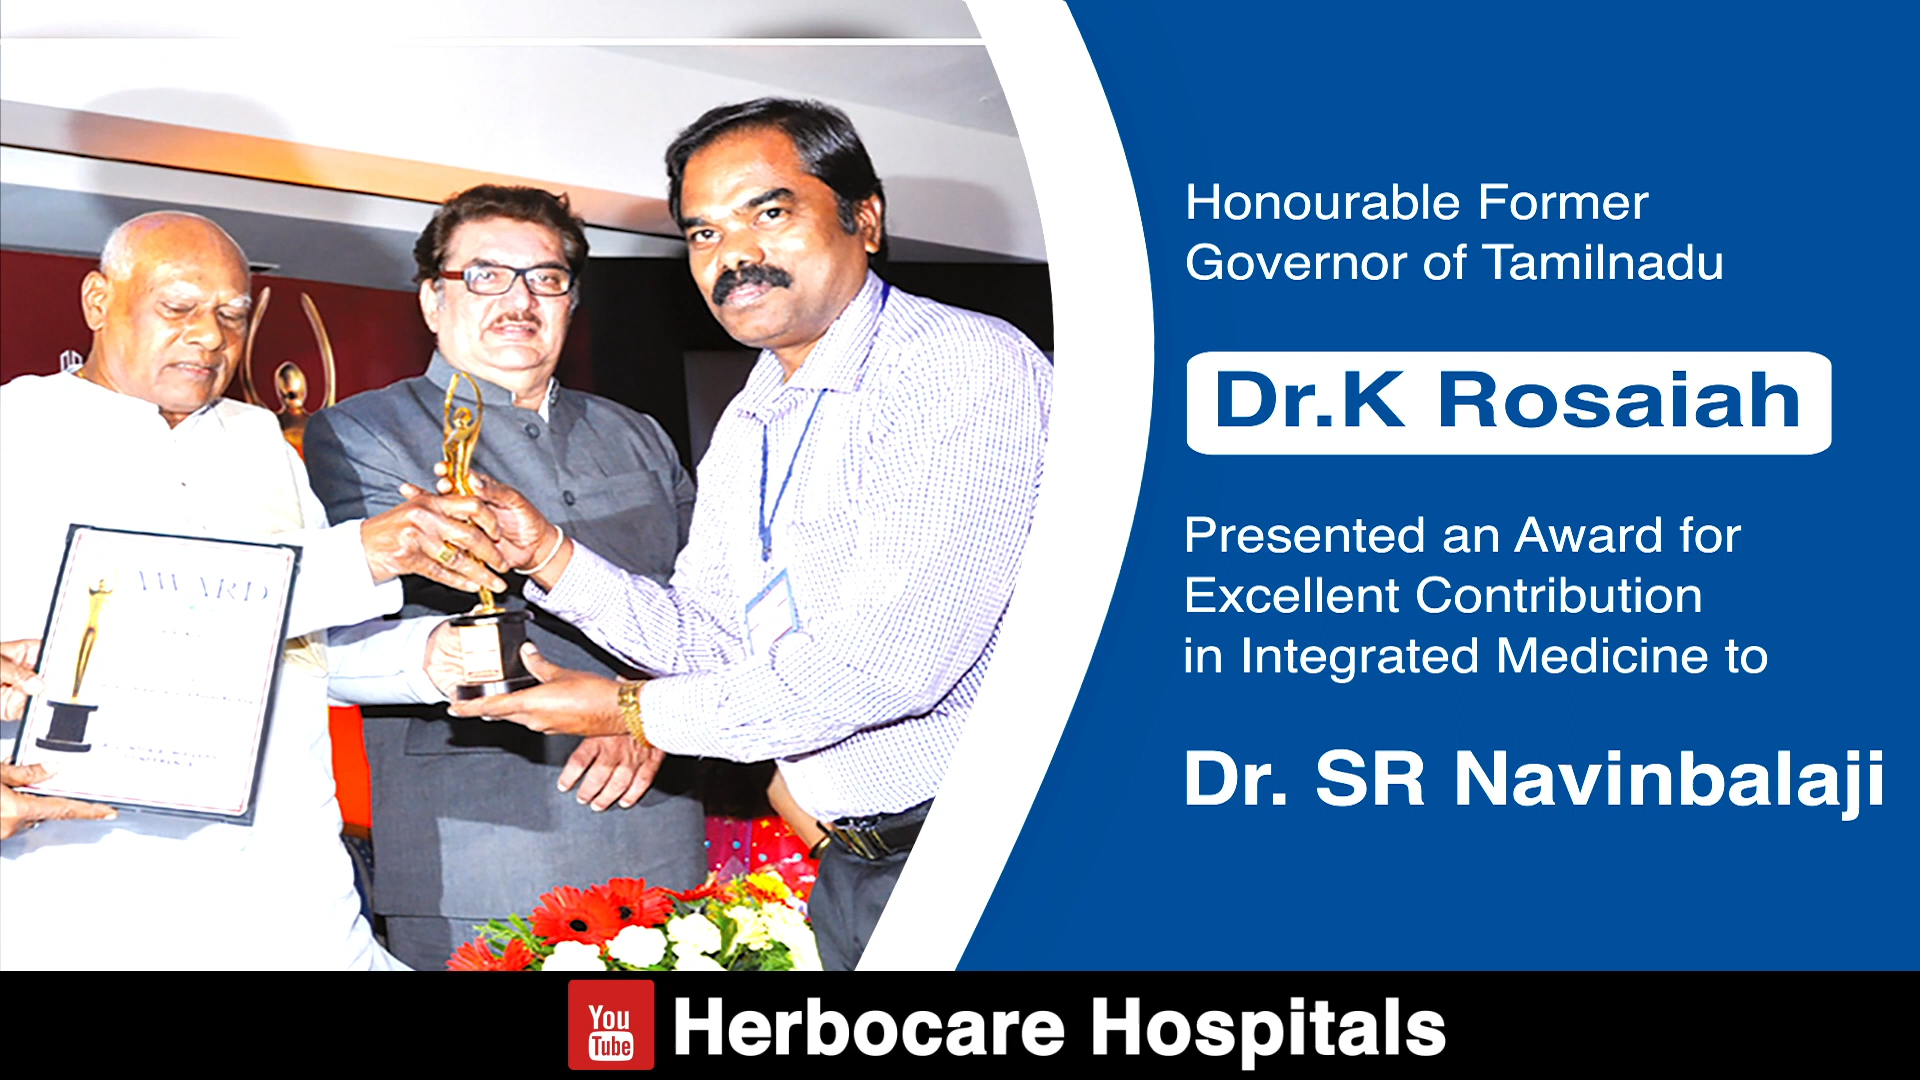 Honourable Former
Governor of Tamilnadu
Dr.K Rosaiah
Presented an Award for
Excellent Contribution
in Integrated Medicine to
Dr. SR Navinbalaji
AWARD
You
Tube
Herbocare Hospitals